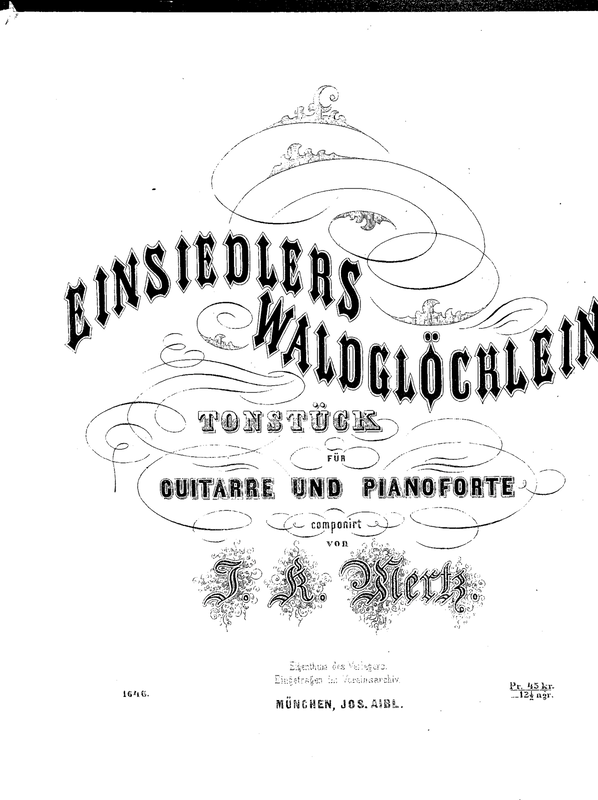 EINSIEDLERS
WALDGLÖCKLEIN
TONSTÜCK
FÜR
GUITARRE UND PIANOFORTE
componirt
VON
J. K. Mertz.
Eigenthum des Verlegers.
Eingetragen im Vereinsarchiv.
1646.
MÜNCHEN, JOS. AIBL.
Pr. 45 kr.
12½ ngr.